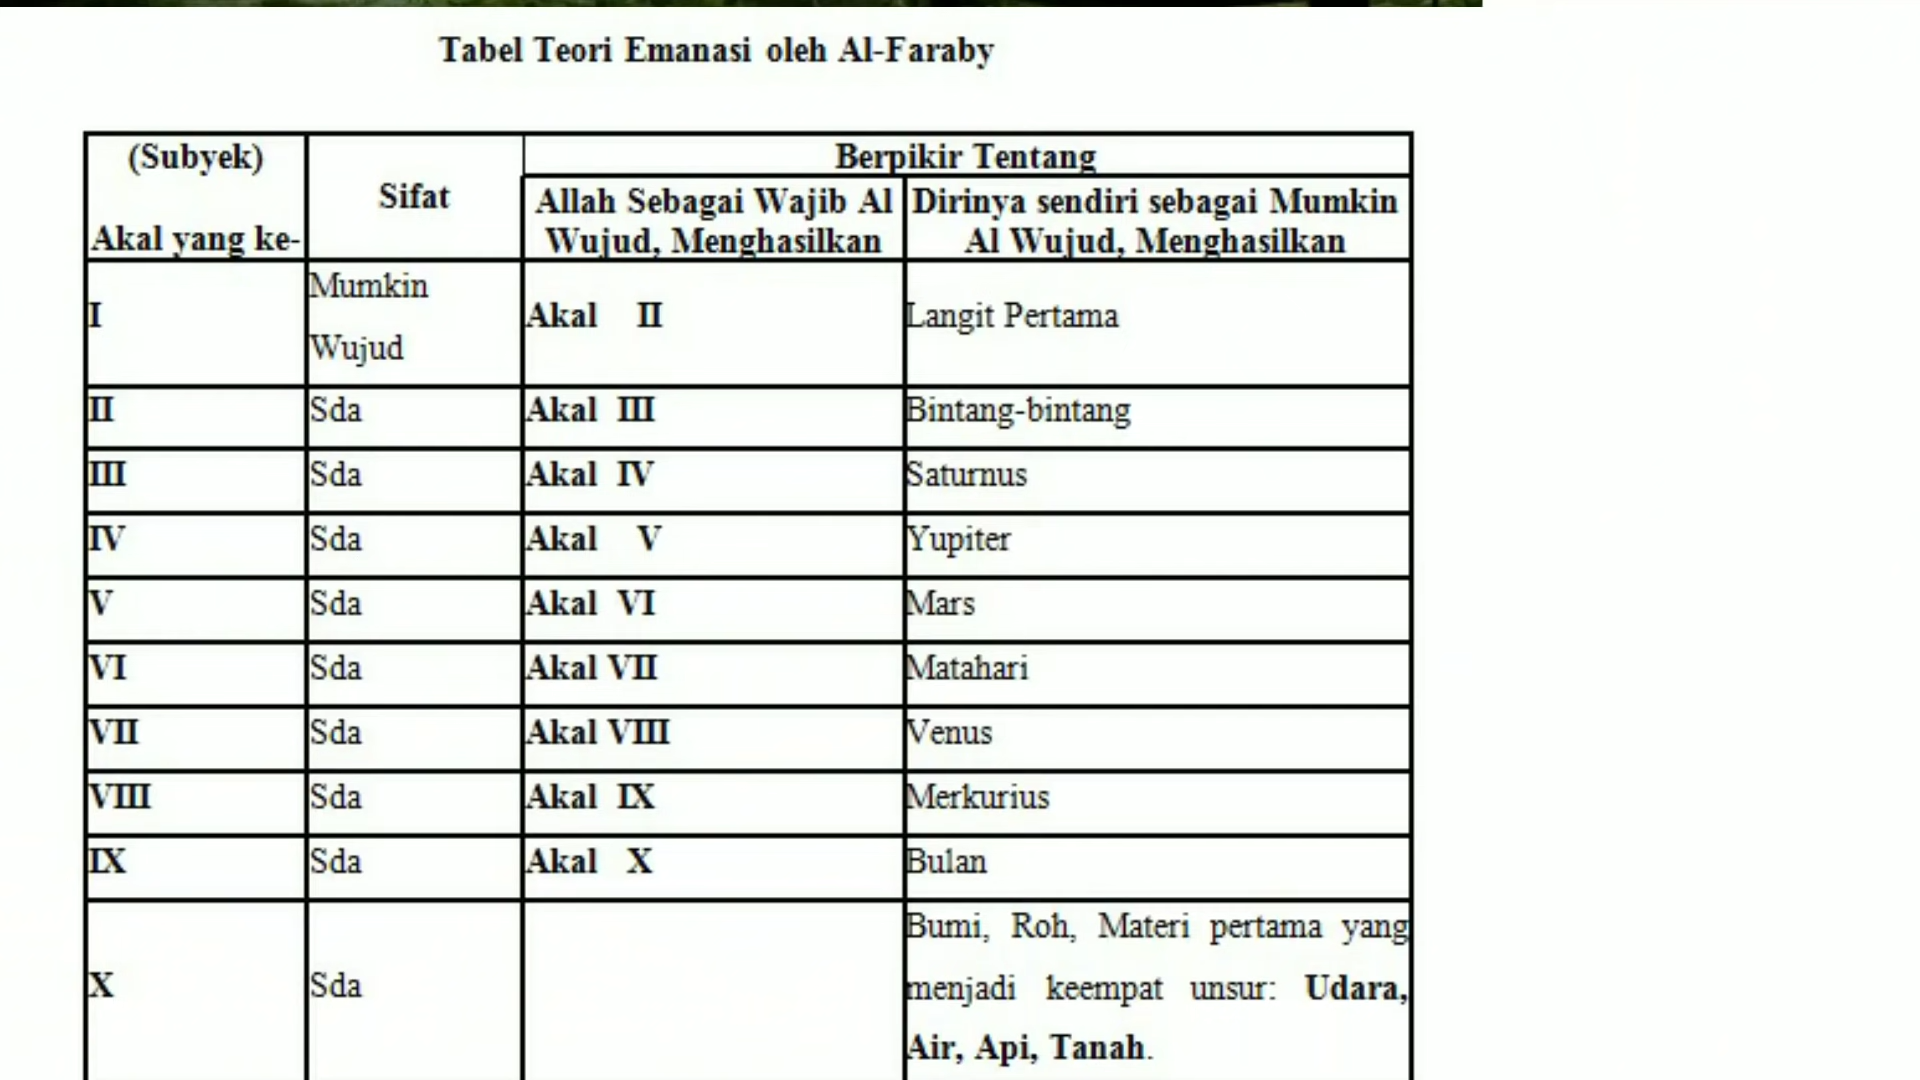 Tabel Teori Emanasi oleh Al-Faraby
(Subyek)
Akal yang ke-
Sifat
Berpikir Tentang
Allah Sebagai Wajib Al
Wujud, Menghasilkan
Dirinya sendiri sebagai Mumkin
Al Wujud, Menghasilkan
I
Mumkin
Wujud
Akal II
Langit Pertama
II
Sda
Akal III
Bintang-bintang
III
Sda
Akal IV
Saturnus
IV
Sda
Akal V
Yupiter
V
Sda
Akal VI
Mars
VI
Sda
Akal VII
Matahari
VII
Sda
Akal VIII
Venus
VIII
Sda
Akal IX
Merkurius
IX
Sda
Akal X
Bulan
X
Sda
Bumi, Roh, Materi pertama yang
menjadi keempat unsur: Udara,
Air, Api, Tanah.